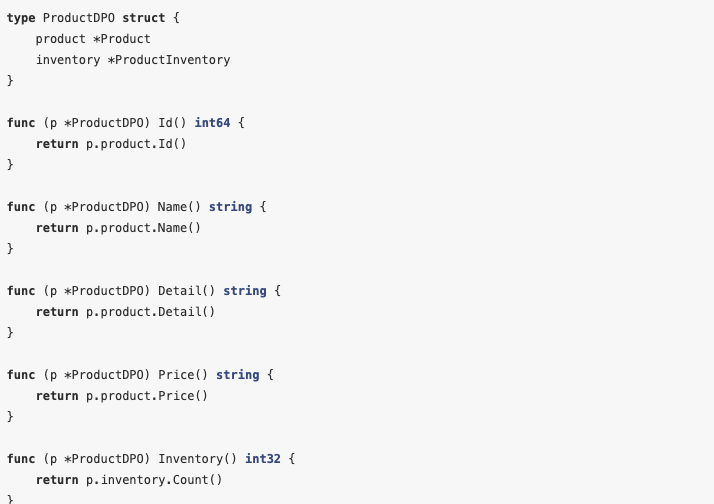 type ProductDPO struct {
    product *Product
    inventory *ProductInventory
}

func (p *ProductDPO) Id() int64 {
    return p.product.Id()
}

func (p *ProductDPO) Name() string {
    return p.product.Name()
}

func (p *ProductDPO) Detail() string {
    return p.product.Detail()
}

func (p *ProductDPO) Price() string {
    return p.product.Price()
}

func (p *ProductDPO) Inventory() int32 {
    return p.inventory.Count()
}